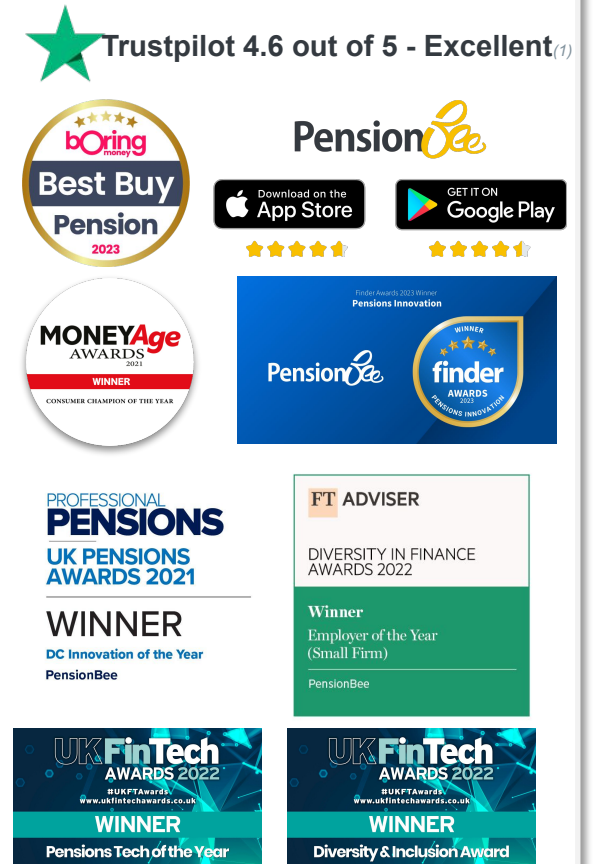 Trustpilot 4.6 out of 5 - Excellent(1)
bOring
money
Best Buy
Pension
2023
PensionBee
Download on the
App Store
GET IT ON
Google Play
MONEYAge
AWARDS
2021
WINNER
CONSUMER CHAMPION OF THE YEAR
Finder Awards 2023 Winner
Pensions Innovation
PensionBee
WINNER
finder
AWARDS
2023
PENSIONS INNOVATION
PROFESSIONAL
PENSIONS
UK PENSIONS
AWARDS 2021
WINNER
DC Innovation of the Year
PensionBee
FT ADVISER
DIVERSITY IN FINANCE
AWARDS 2022
Winner
Employer of the Year
(Small Firm)
PensionBee
UK FinTech
AWARDS 2022
#UKFTAwards
www.ukfintechawards.co.uk
WINNER
Pensions Tech of the Year
UK FinTech
AWARDS 2022
#UKFTAwards
www.ukfintechawards.co.uk
WINNER
Diversity & Inclusion Award